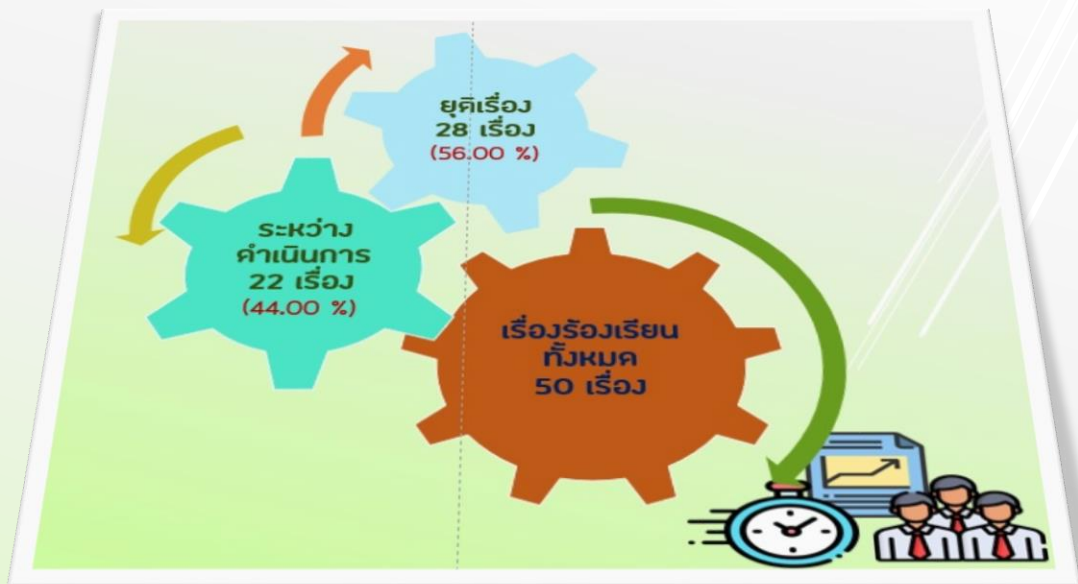 ยุติเรื่อง
28 เรื่อง
(56.00 %)
ระหว่าง
ดำเนินการ
22 เรื่อง
(44.00 %)
เรื่องร้องเรียน
ทั้งหมด
50 เรื่อง